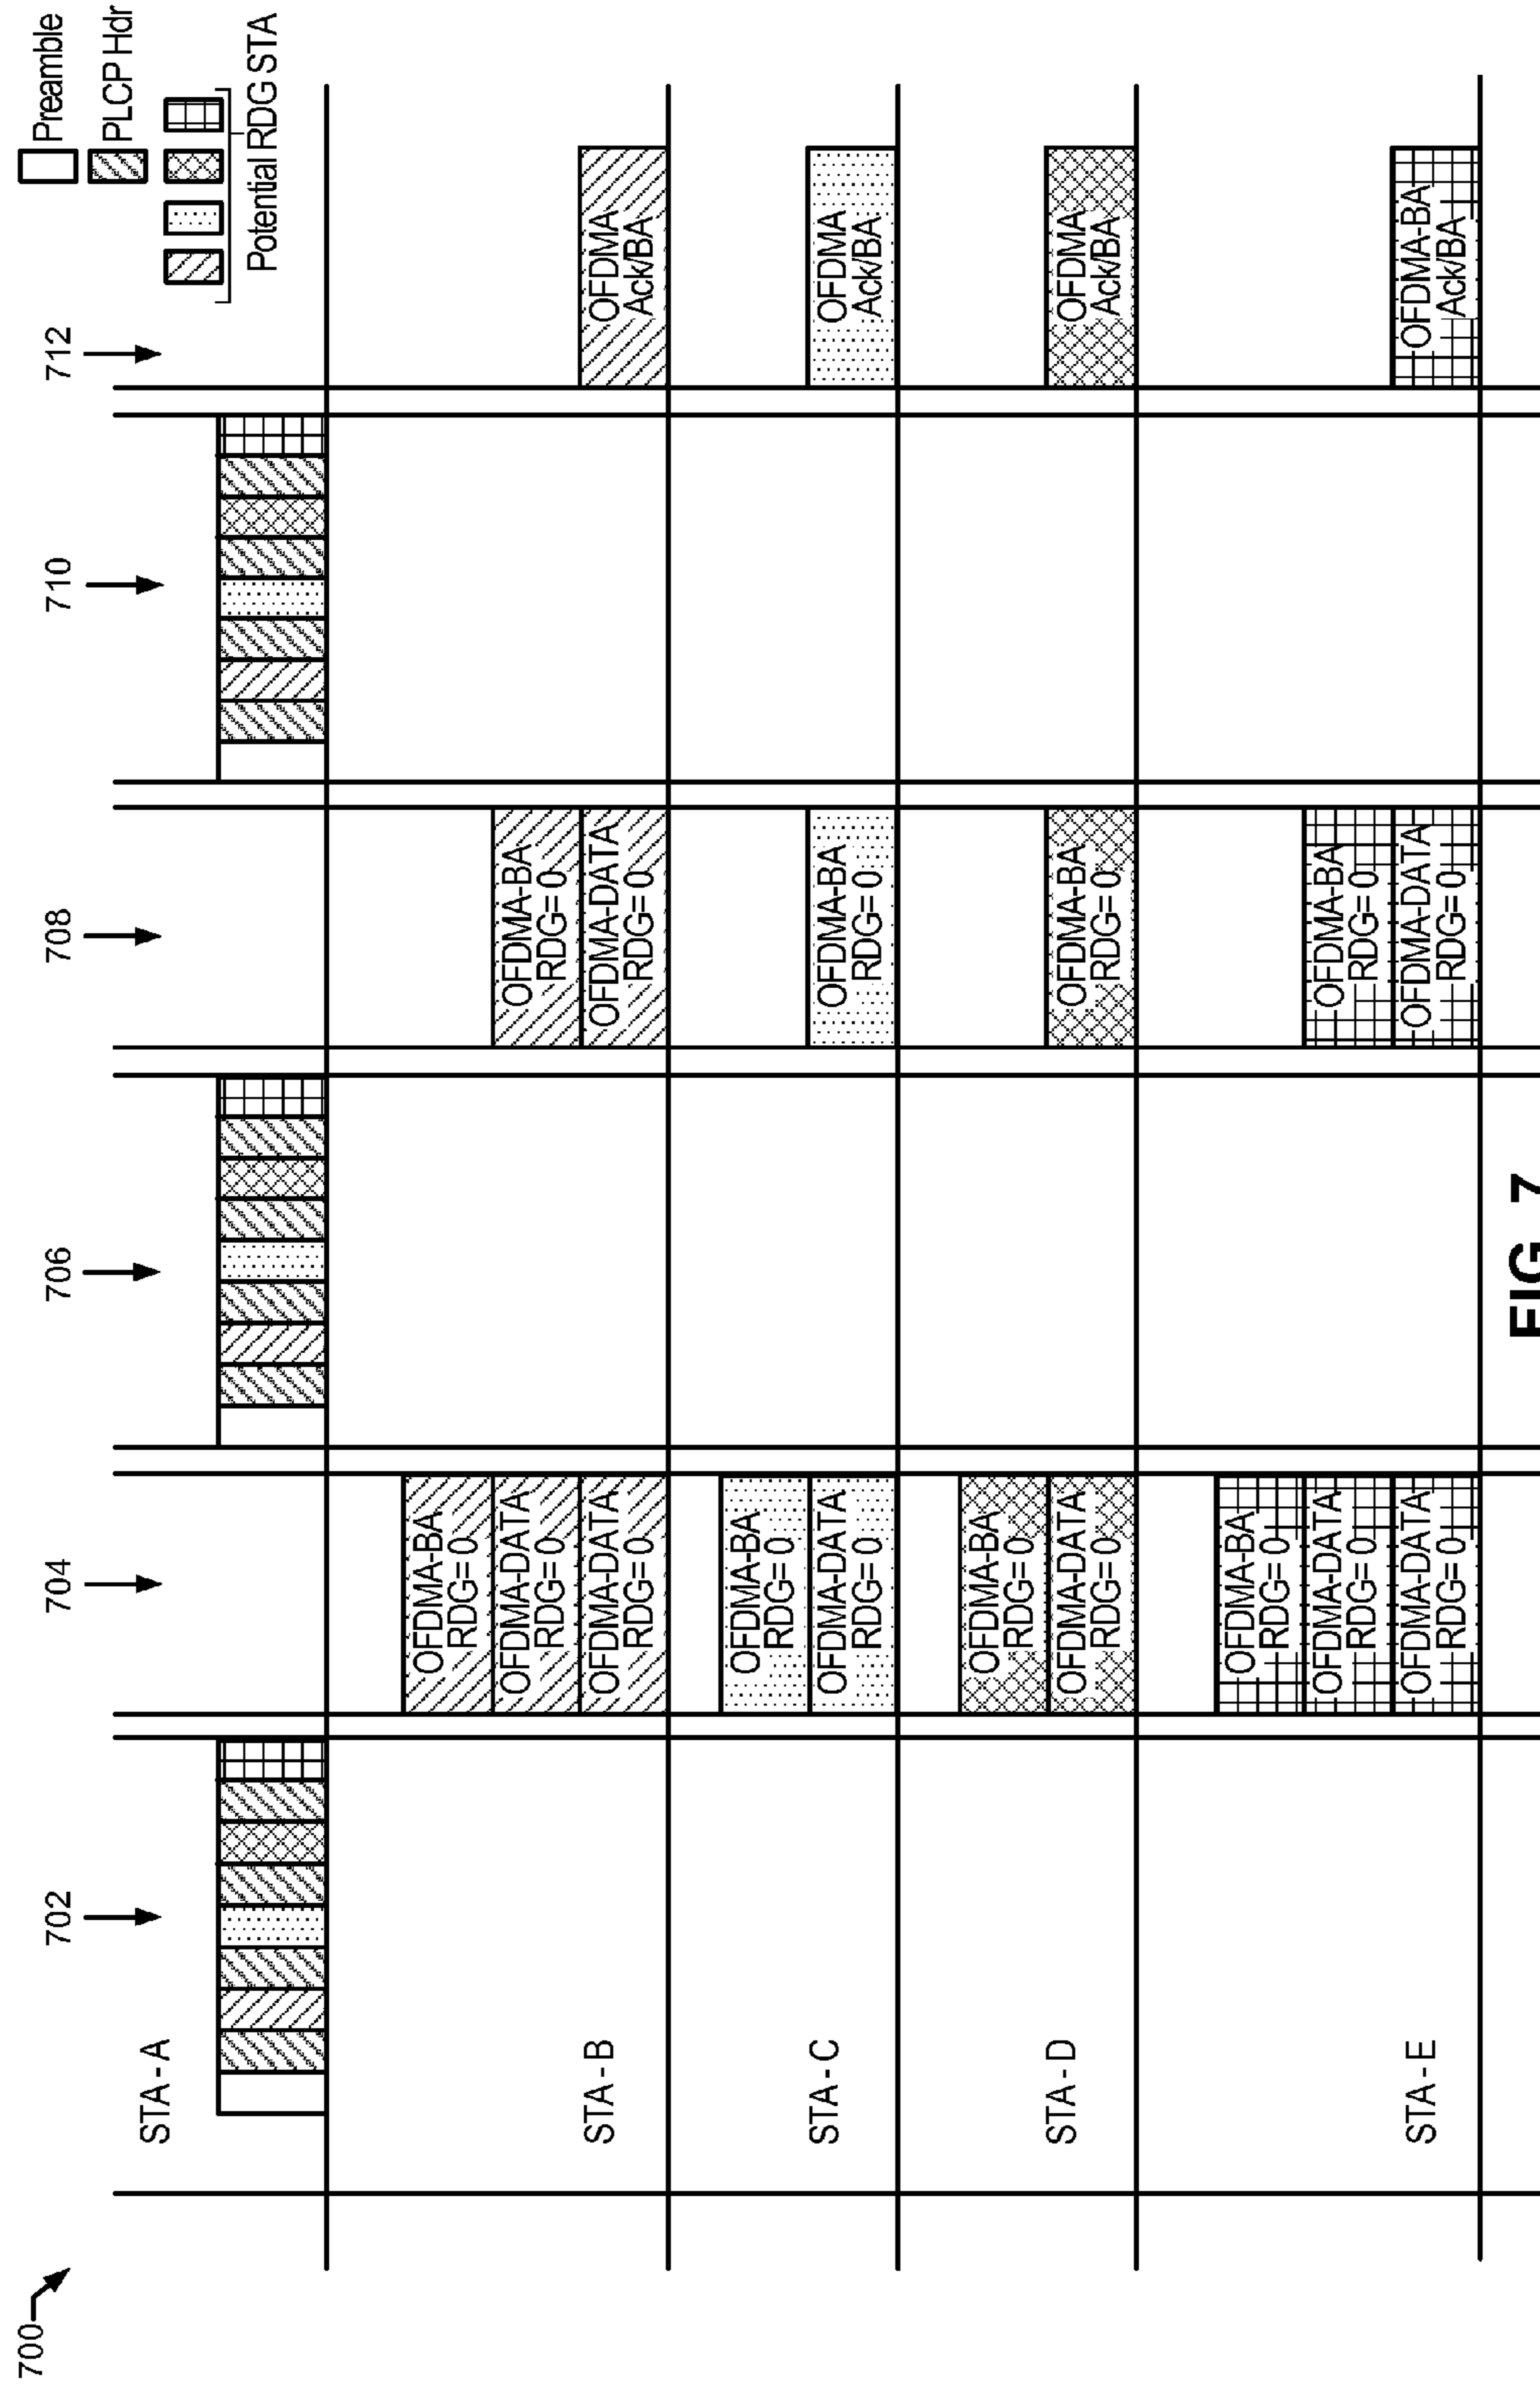 700
702
704
706
708
710
712
Preamble
PLCP Hdr
Potential RDG STA
STA - A
STA - B
OFDMA-BA
RDG= 0
OFDMA-DATA
RDG= 0
OFDMA-DATA
RDG= 0
OFDMA-BA
RDG= 0
OFDMA-DATA
RDG= 0
OFDMA
Ack/BA
STA - C
OFDMA-BA
RDG= 0
OFDMA-DATA
RDG= 0
OFDMA-BA
RDG= 0
OFDMA
Ack/BA
STA - D
OFDMA-BA
RDG= 0
OFDMA-DATA
RDG= 0
OFDMA-BA
RDG= 0
OFDMA
Ack/BA
STA - E
OFDMA-BA
RDG= 0
OFDMA-DATA
RDG= 0
OFDMA-DATA
RDG= 0
OFDMA-BA
RDG= 0
OFDMA-DATA
RDG= 0
OFDMA-BA
Ack/BA
FIG. 7